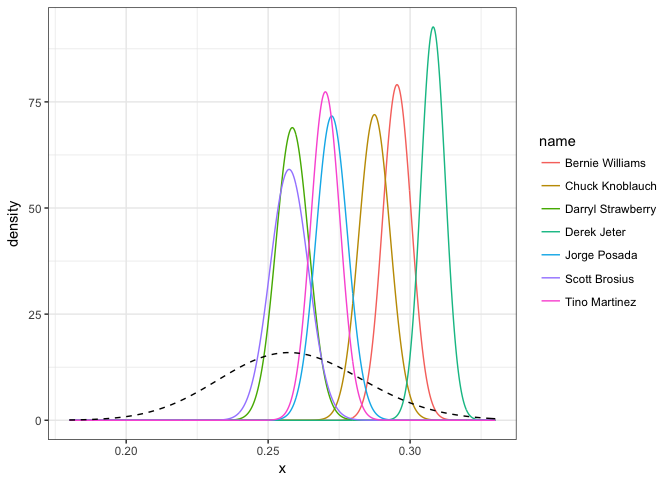 75
50
25
0
density
0.20
0.25
0.30
x
name
Bernie Williams
Chuck Knoblauch
Darryl Strawberry
Derek Jeter
Jorge Posada
Scott Brosius
Tino Martinez